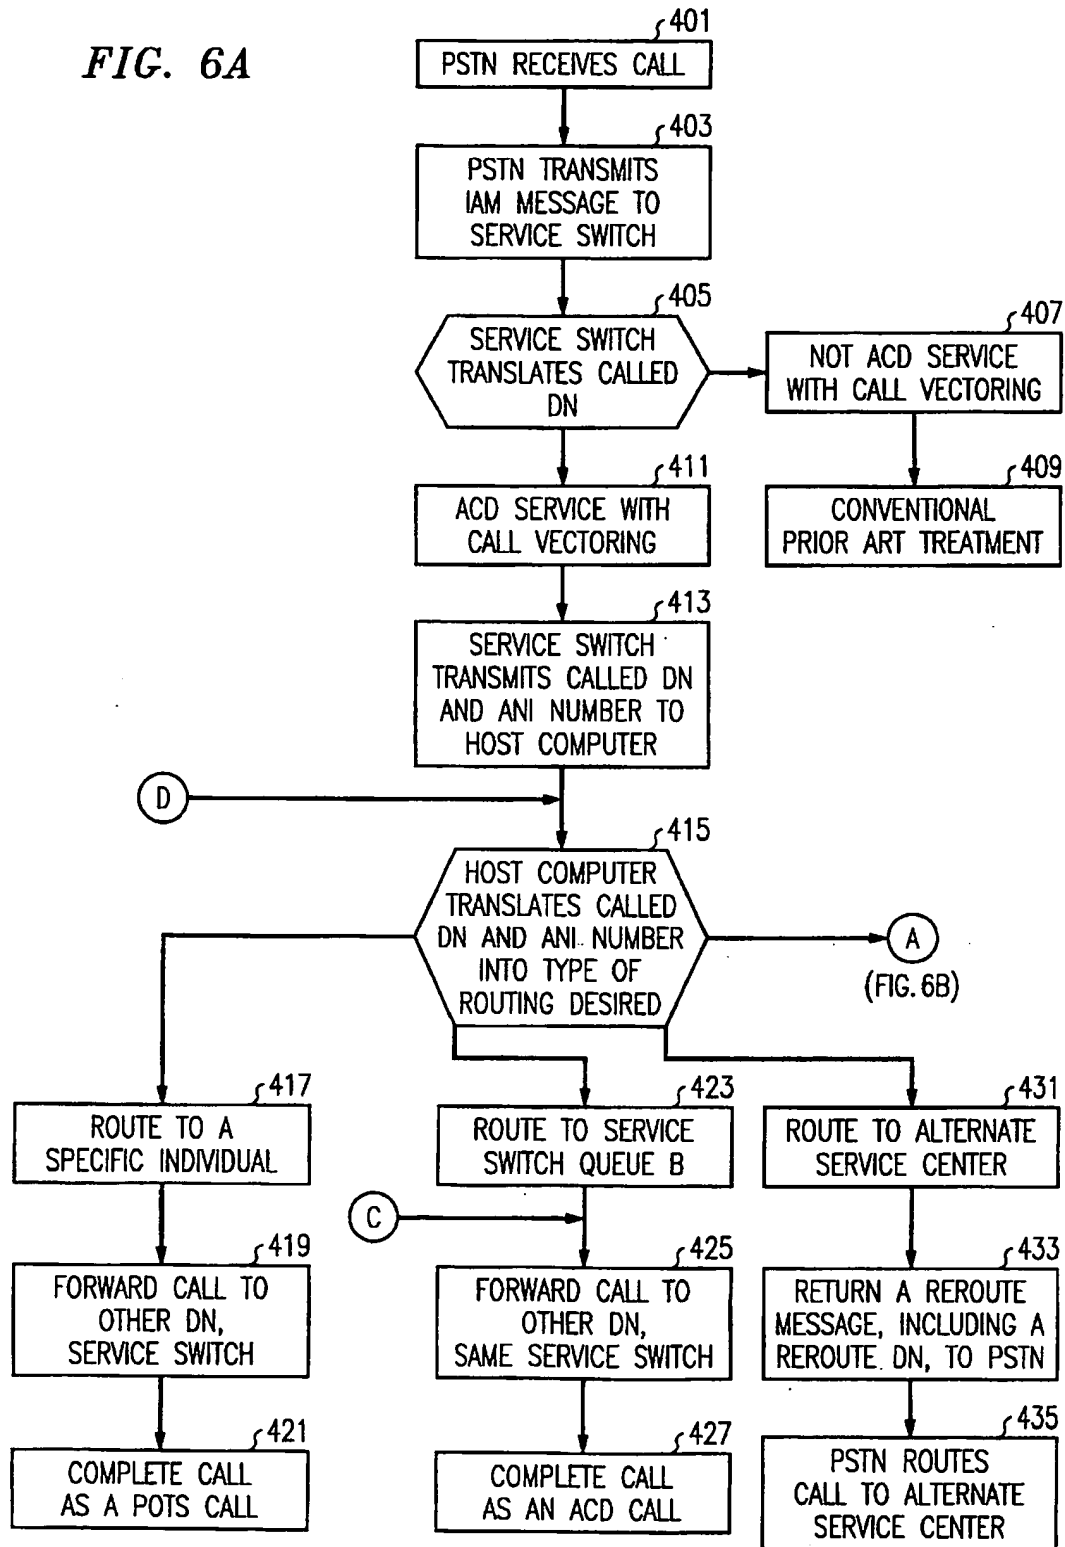 FIG. 6A
401
PSTN RECEIVES CALL
403
PSTN TRANSMITS
IAM MESSAGE TO
SERVICE SWITCH
405
SERVICE SWITCH
TRANSLATES CALLED
DN
407
NOT ACD SERVICE
WITH CALL VECTORING
409
CONVENTIONAL
PRIOR ART TREATMENT
411
ACD SERVICE WITH
CALL VECTORING
413
SERVICE SWITCH
TRANSMITS CALLED DN
AND ANI NUMBER TO
HOST COMPUTER
D
415
HOST COMPUTER
TRANSLATES CALLED
DN AND ANI NUMBER
INTO TYPE OF
ROUTING DESIRED
A
(FIG. 6B)
417
ROUTE TO A
SPECIFIC INDIVIDUAL
419
FORWARD CALL TO
OTHER DN,
SERVICE SWITCH
421
COMPLETE CALL
AS A POTS CALL
423
ROUTE TO SERVICE
SWITCH QUEUE B
C
425
FORWARD CALL TO
OTHER DN,
SAME SERVICE SWITCH
427
COMPLETE CALL
AS AN ACD CALL
431
ROUTE TO ALTERNATE
SERVICE CENTER
433
RETURN A REROUTE
MESSAGE, INCLUDING A
REROUTE DN, TO PSTN
435
PSTN ROUTES
CALL TO ALTERNATE
SERVICE CENTER